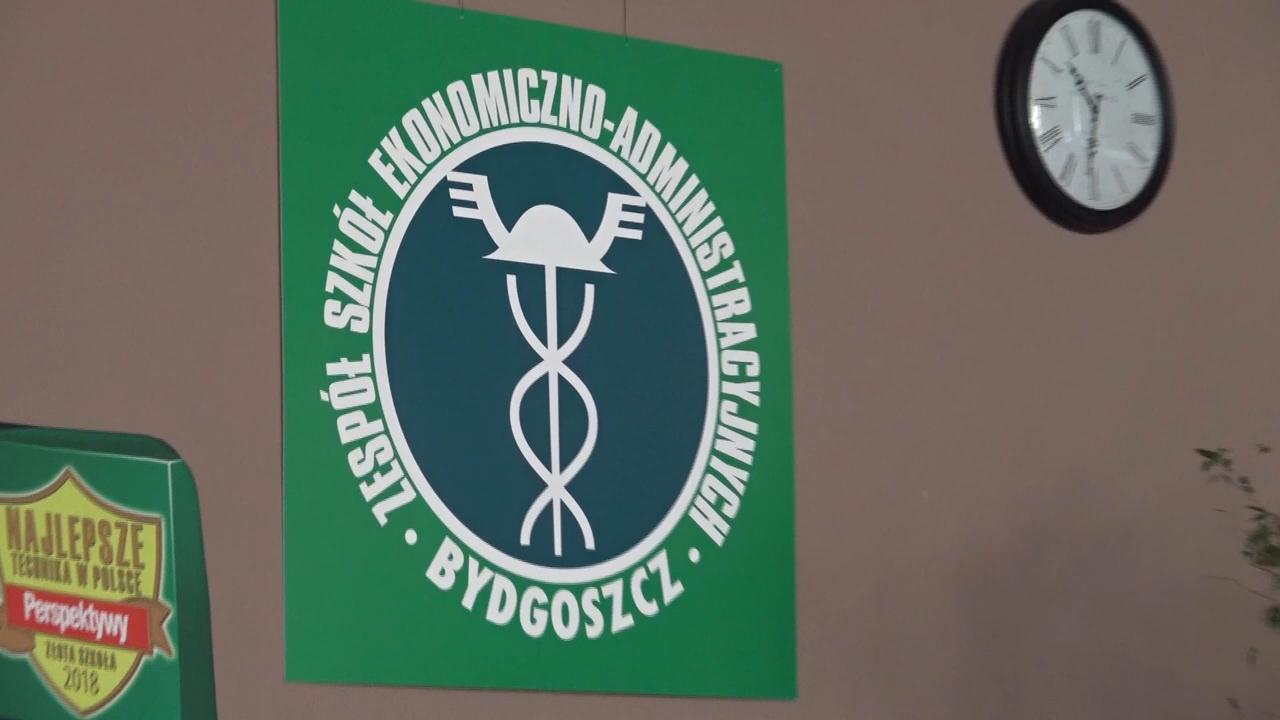 ZESPÓŁ SZKÓŁ EKONOMICZNO-ADMINISTRACYJNYCH
• BYDGOSZCZ •
NAJLEPSZE
TECHNIKA W POLSCE
Perspektywy
ZŁOTA SZKOŁA
2018